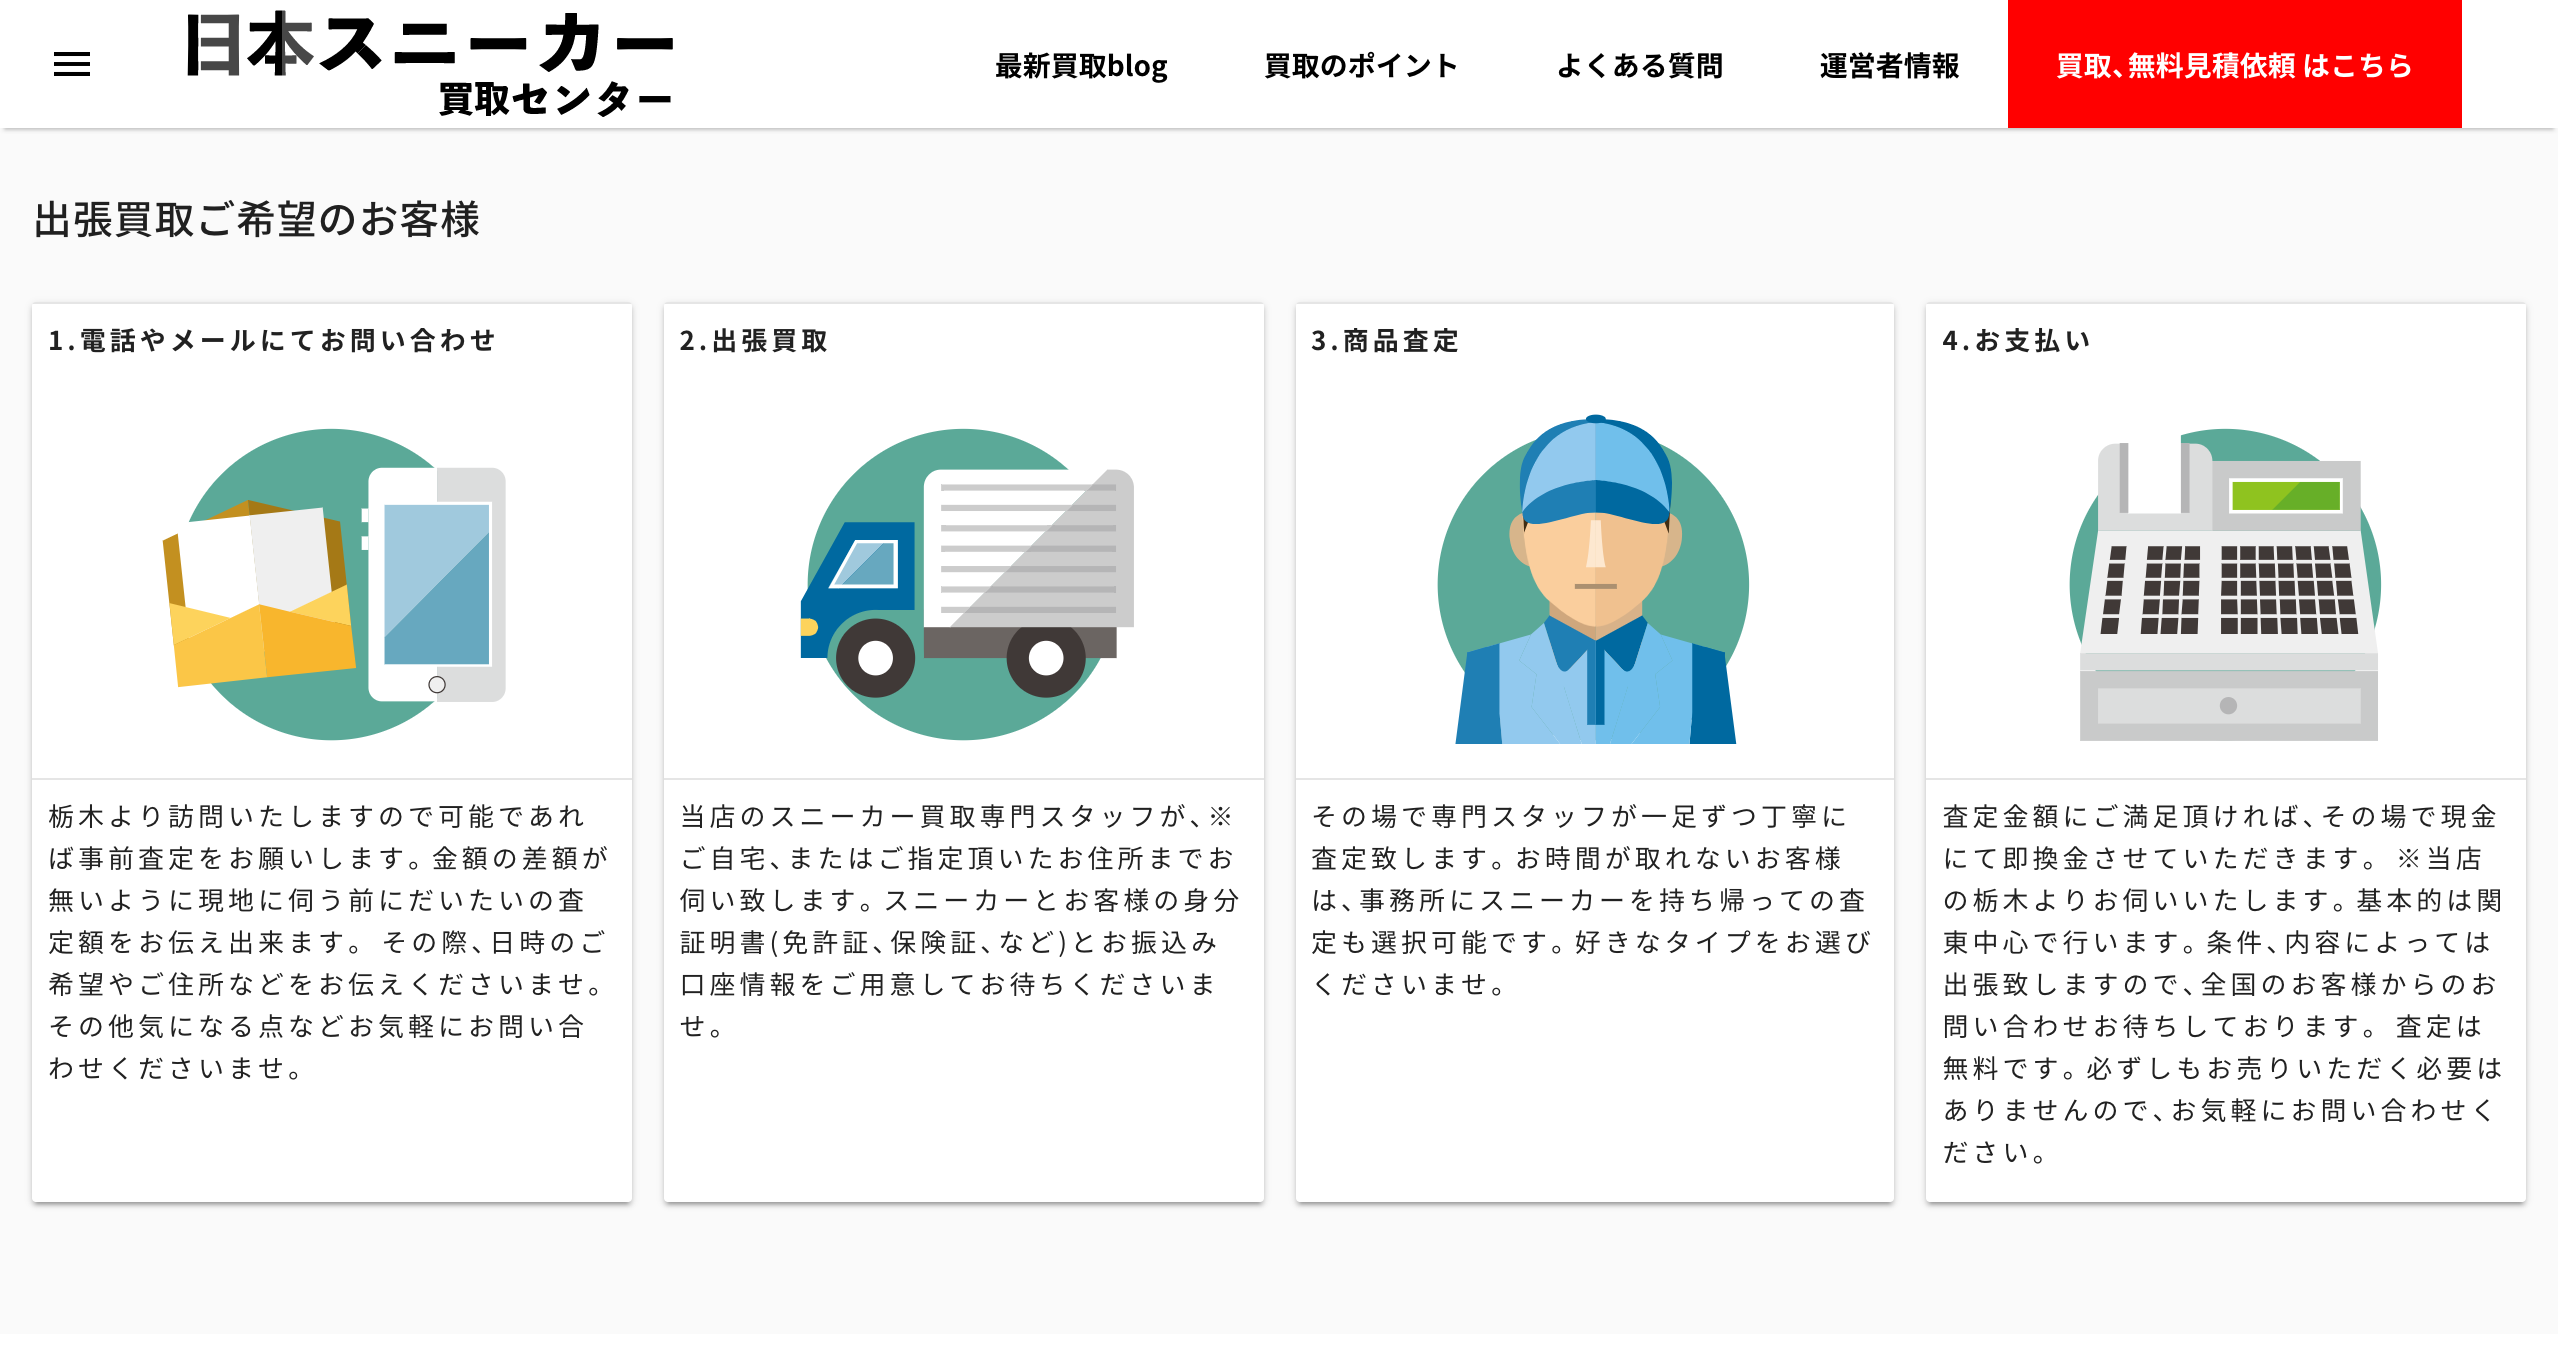 日本スニーカー
買取センター
最新買取blog
買取のポイント
よくある質問
運営者情報
買取、無料見積依頼 はこちら
出張買取ご希望のお客様
1.電話やメールにてお問い合わせ
栃木より訪問いたしますので可能であれ
ば事前査定をお願いします。金額の差額が
無いように現地に伺う前にだいたいの査
定額をお伝え出来ます。 その際、日時のご
希望やご住所などをお伝えくださいませ。
その他気になる点などお気軽にお問い合
わせくださいませ。
2.出張買取
当店のスニーカー買取専門スタッフが、※
ご自宅、またはご指定頂いたお住所までお
伺い致します。スニーカーとお客様の身分
証明書(免許証、保険証、など)とお振込み
口座情報をご用意してお待ちくださいま
せ。
3.商品査定
その場で専門スタッフが一足ずつ丁寧に
査定致します。お時間が取れないお客様
は、事務所にスニーカーを持ち帰っての査
定も選択可能です。好きなタイプをお選び
くださいませ。
4.お支払い
査定金額にご満足頂ければ、その場で現金
にて即換金させていただきます。 ※当店
の栃木よりお伺いいたします。基本的は関
東中心で行います。条件、内容によっては
出張致しますので、全国のお客様からのお
問い合わせお待ちしております。 査定は
無料です。必ずしもお売りいただく必要は
ありませんので、お気軽にお問い合わせく
ださい。